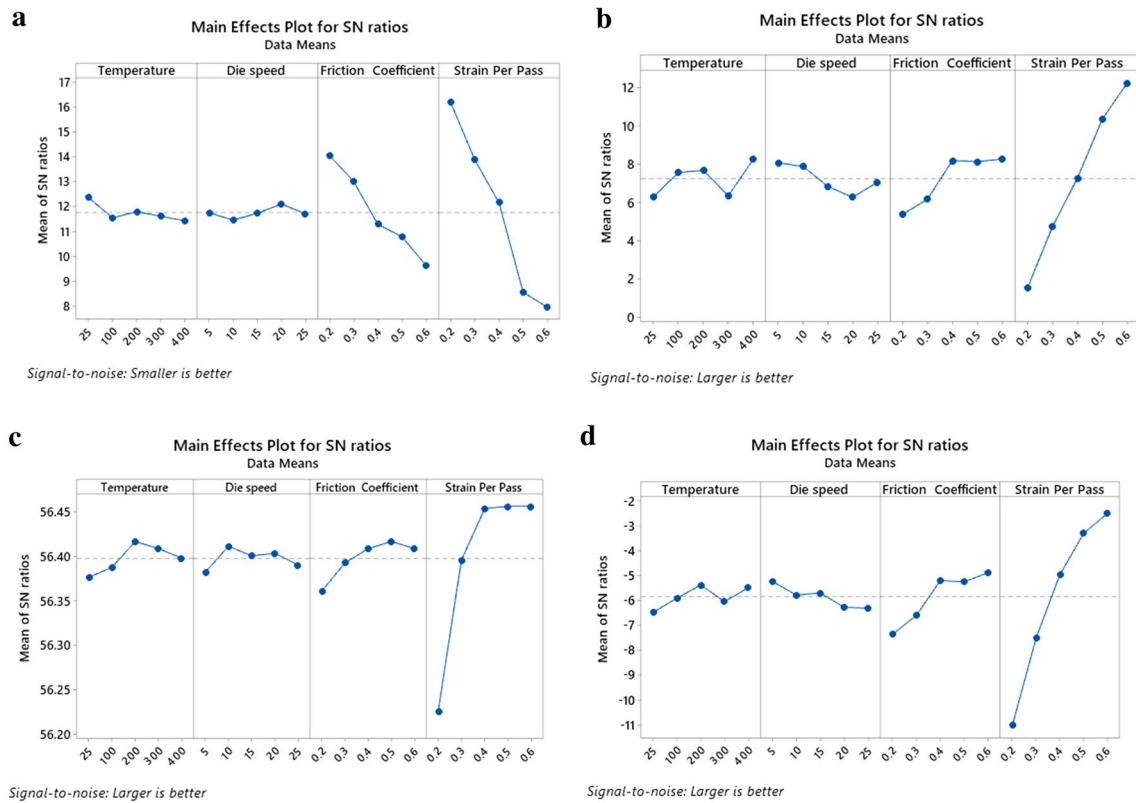 a
Main Effects Plot for SN ratios
Data Means
Temperature Die speed Friction Coefficient Strain Per Pass
Mean of SN ratios
17
16
15
14
13
12
11
10
9
8
25 100 200 300 400 5 10 15 20 25 0.2 0.3 0.4 0.5 0.6 0.2 0.3 0.4 0.5 0.6
Signal-to-noise: Smaller is better
b
Main Effects Plot for SN ratios
Data Means
Temperature Die speed Friction Coefficient Strain Per Pass
Mean of SN ratios
12
10
8
6
4
2
0
25 100 200 300 400 5 10 15 20 25 0.2 0.3 0.4 0.5 0.6 0.2 0.3 0.4 0.5 0.6
Signal-to-noise: Larger is better
c
Main Effects Plot for SN ratios
Data Means
Temperature Die speed Friction Coefficient Strain Per Pass
Mean of SN ratios
56.45
56.40
56.35
56.30
56.25
56.20
25 100 200 300 400 5 10 15 20 25 0.2 0.3 0.4 0.5 0.6 0.2 0.3 0.4 0.5 0.6
Signal-to-noise: Larger is better
d
Main Effects Plot for SN ratios
Data Means
Temperature Die speed Friction Coefficient Strain Per Pass
Mean of SN ratios
-2
-3
-4
-5
-6
-7
-8
-9
-10
-11
25 100 200 300 400 5 10 15 20 25 0.2 0.3 0.4 0.5 0.6 0.2 0.3 0.4 0.5 0.6
Signal-to-noise: Larger is better